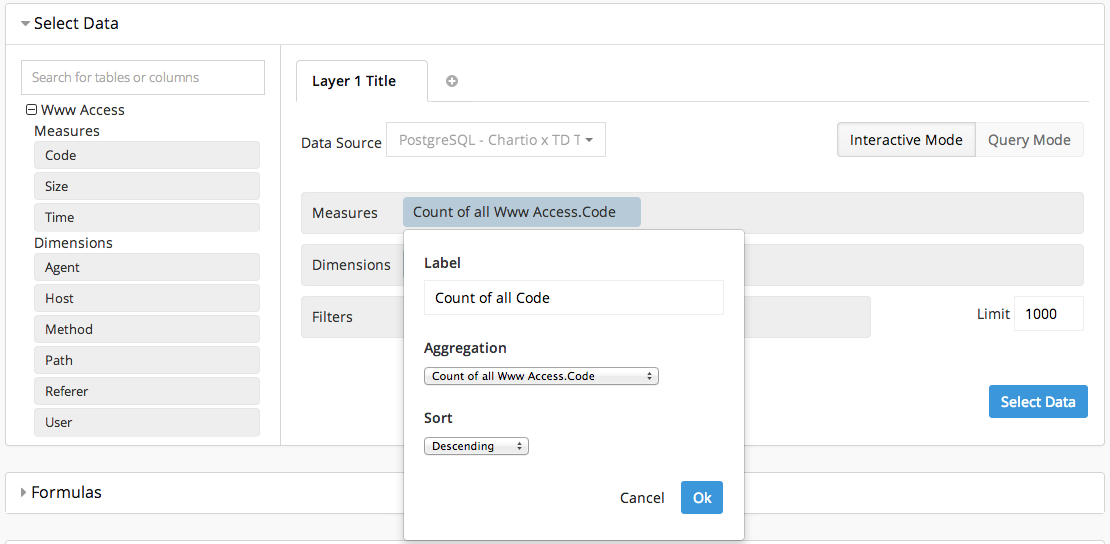 Select Data
Search for tables or columns
Www Access
Measures
Code
Size
Time
Dimensions
Agent
Host
Method
Path
Referer
User
Layer 1 Title
Data Source PostgreSQL - Chartio x TD T
Interactive Mode Query Mode
Measures Count of all Www Access.Code
Dimensions
Filters
Limit 1000
Label
Count of all Code
Aggregation
Count of all Www Access.Code
Sort
Descending
Cancel Ok
Select Data
Formulas